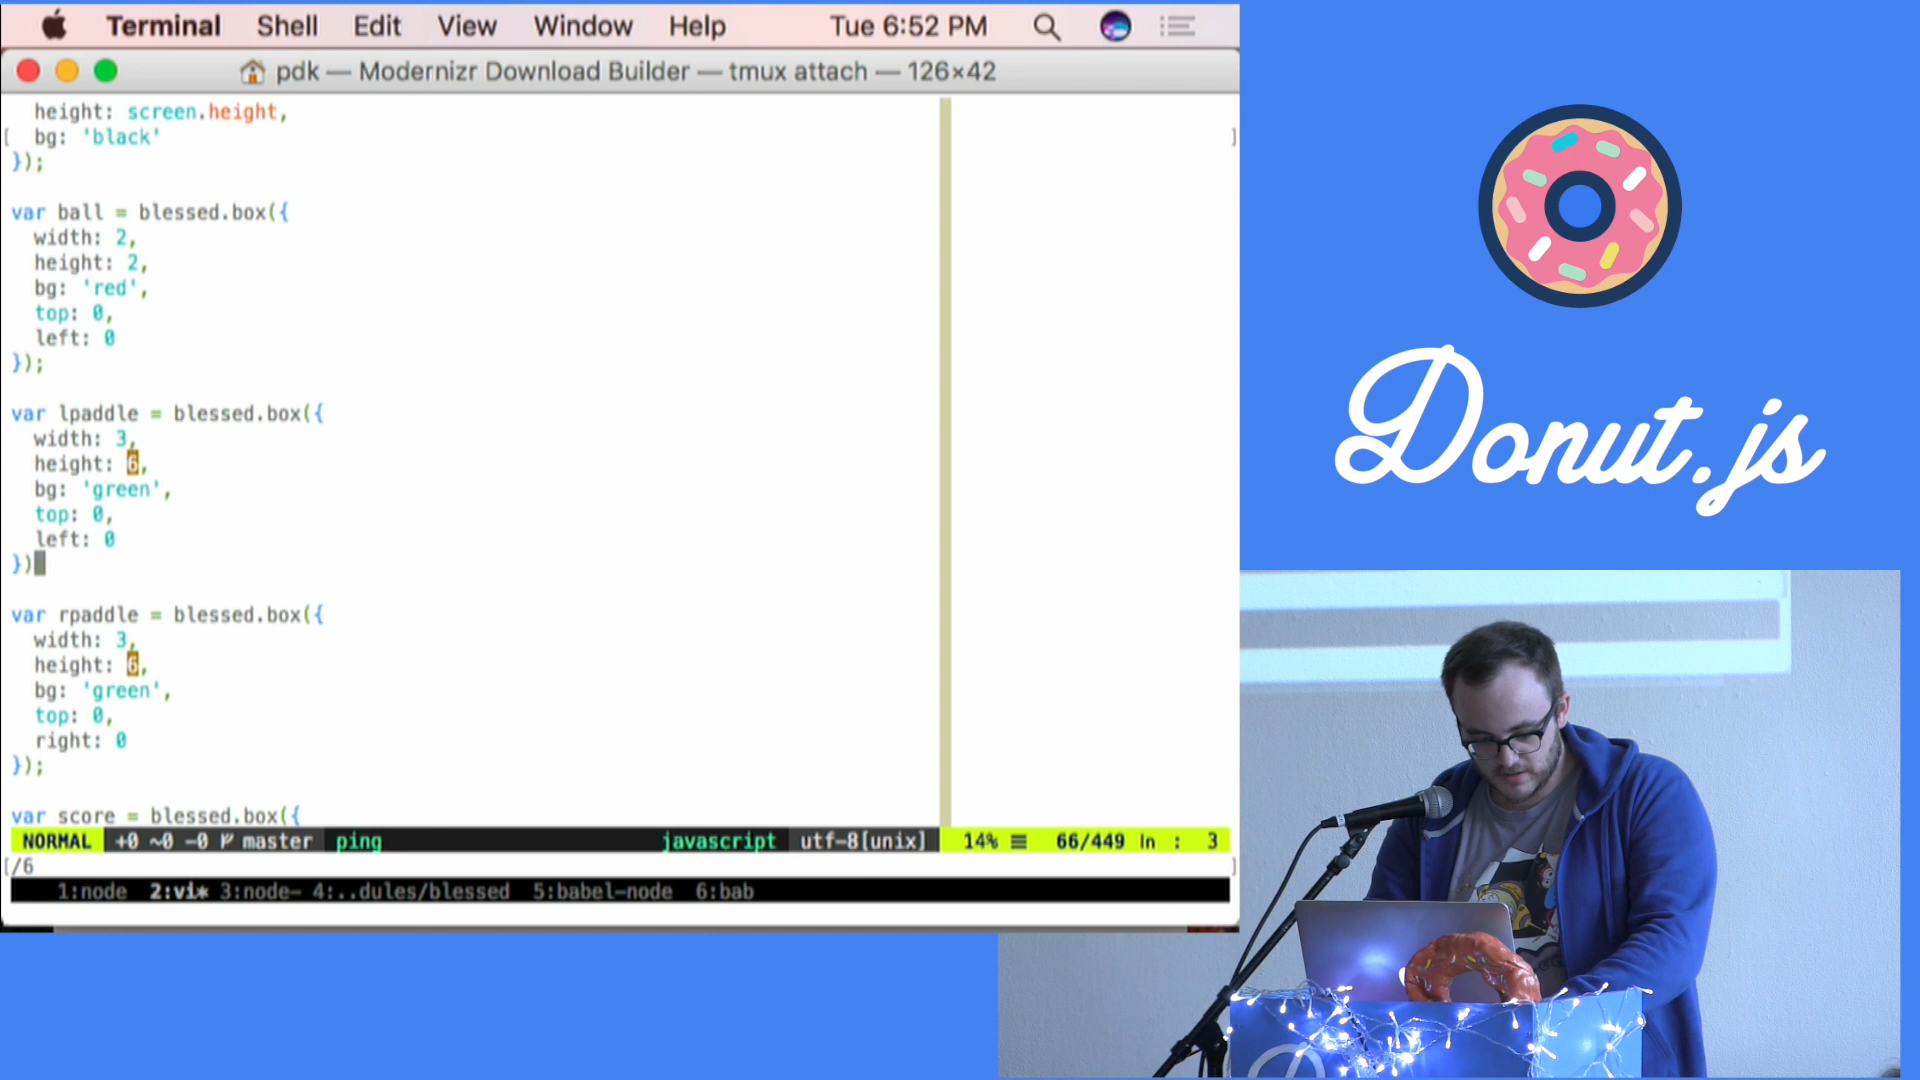 Terminal Shell Edit View Window Help Tue 6:52 PM
pdk — Modernizr Download Builder — tmux attach — 126×42
height: screen.height,
[ bg: 'black' ]
});
var ball = blessed.box({
width: 2,
height: 2,
bg: 'red',
top: 0,
left: 0
});
var lpaddle = blessed.box({
width: 3,
height: 6,
bg: 'green',
top: 0,
left: 0
})
var rpaddle = blessed.box({
width: 3,
height: 6,
bg: 'green',
top: 0,
right: 0
});
var score = blessed.box({
NORMAL +0 ~0 -0 master ping javascript utf-8[unix] 14% ≡ 66/449 ln : 3
[/6 ]
1:node 2:vi* 3:node- 4:..dules/blessed 5:babel-node 6:bab
Donut.js